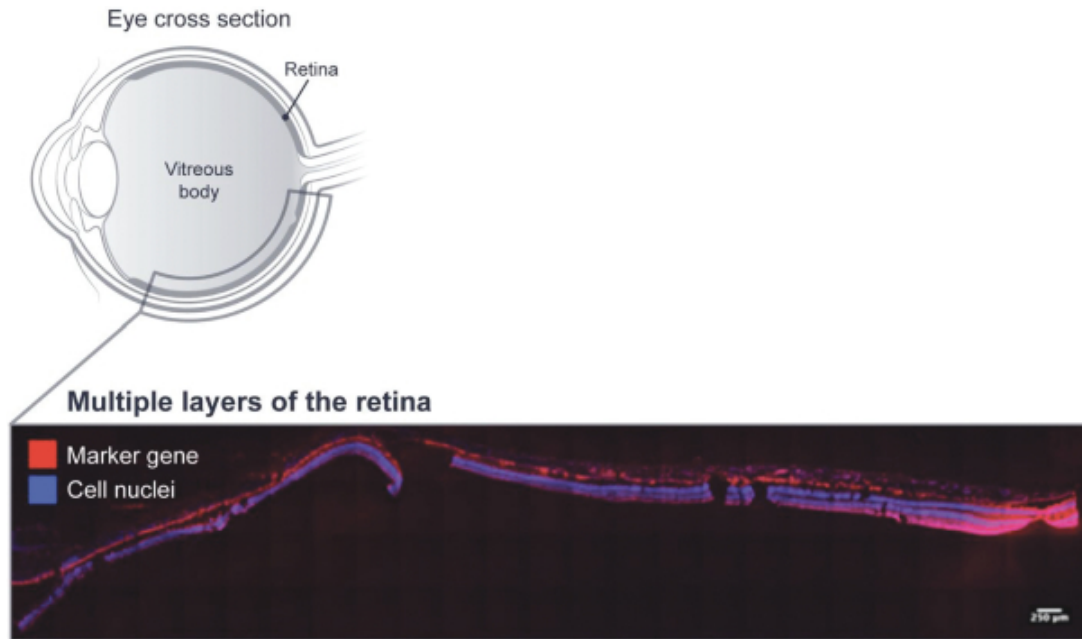 Eye cross section
Retina
Vitreous
body
Multiple layers of the retina
Marker gene
Cell nuclei
250 µm